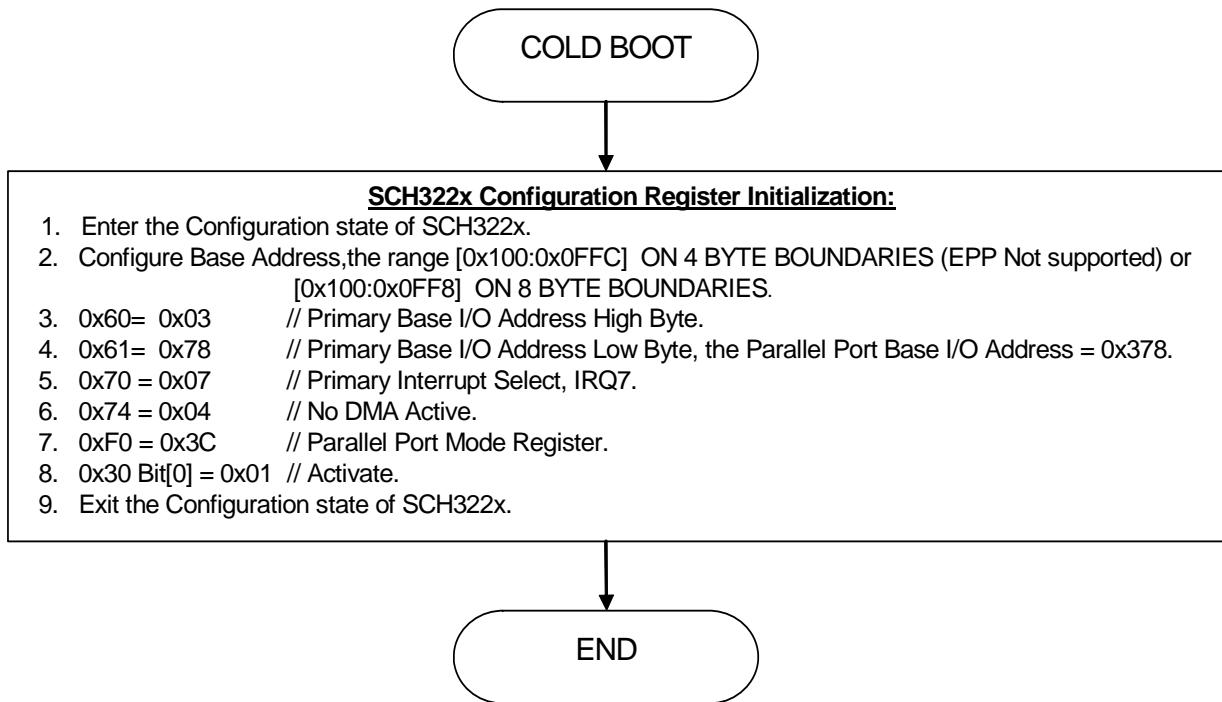 COLD BOOT
SCH322x Configuration Register Initialization:
1. Enter the Configuration state of SCH322x.
2. Configure Base Address,the range [0x100:0x0FFC] ON 4 BYTE BOUNDARIES (EPP Not supported) or
[0x100:0x0FF8] ON 8 BYTE BOUNDARIES.
3. 0x60= 0x03 // Primary Base I/O Address High Byte.
4. 0x61= 0x78 // Primary Base I/O Address Low Byte, the Parallel Port Base I/O Address = 0x378.
5. 0x70 = 0x07 // Primary Interrupt Select, IRQ7.
6. 0x74 = 0x04 // No DMA Active.
7. 0xF0 = 0x3C // Parallel Port Mode Register.
8. 0x30 Bit[0] = 0x01 // Activate.
9. Exit the Configuration state of SCH322x.
END